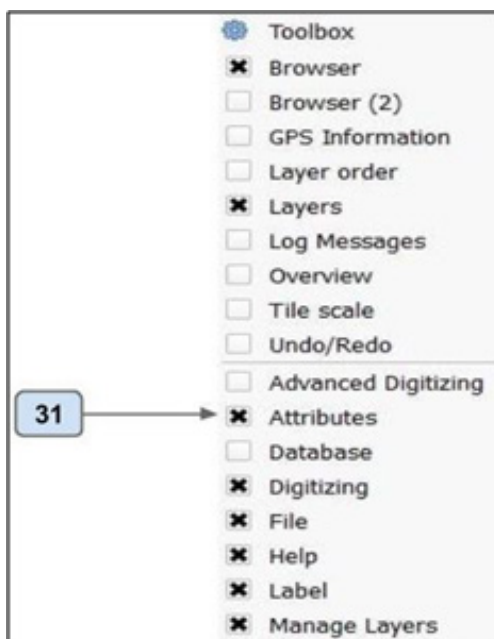 Toolbox
Browser
Browser (2)
GPS Information
Layer order
Layers
Log Messages
Overview
Tile scale
Undo/Redo
Advanced Digitizing
31
Attributes
Database
Digitizing
File
Help
Label
Manage Layers